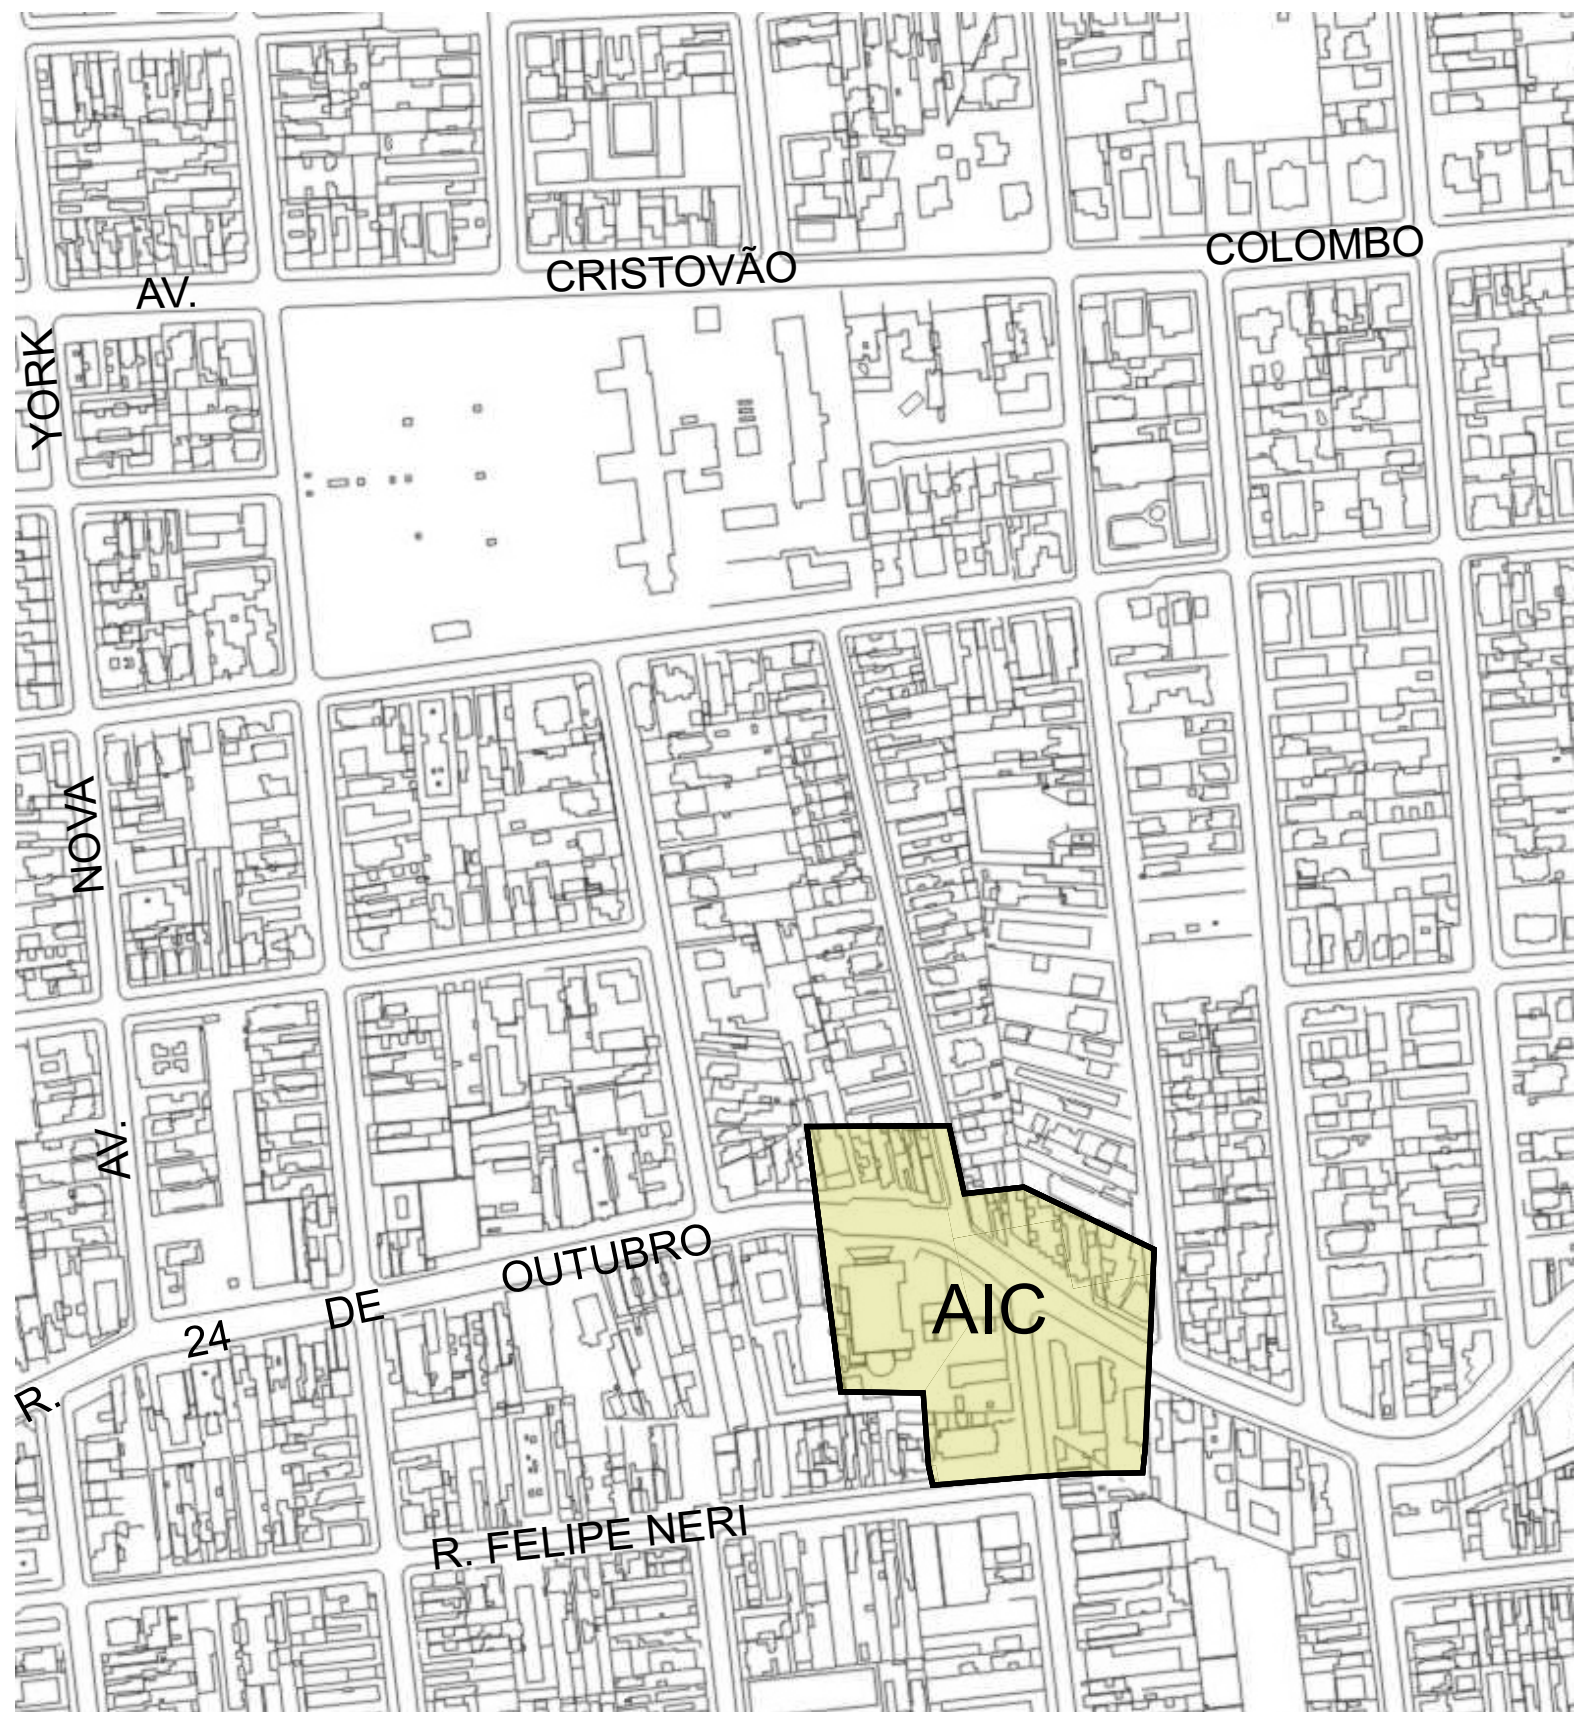 AV.
CRISTOVÃO
COLOMBO
YORK
NOVA
AV.
R.
24
DE
OUTUBRO
AIC
R. FELIPE NERI